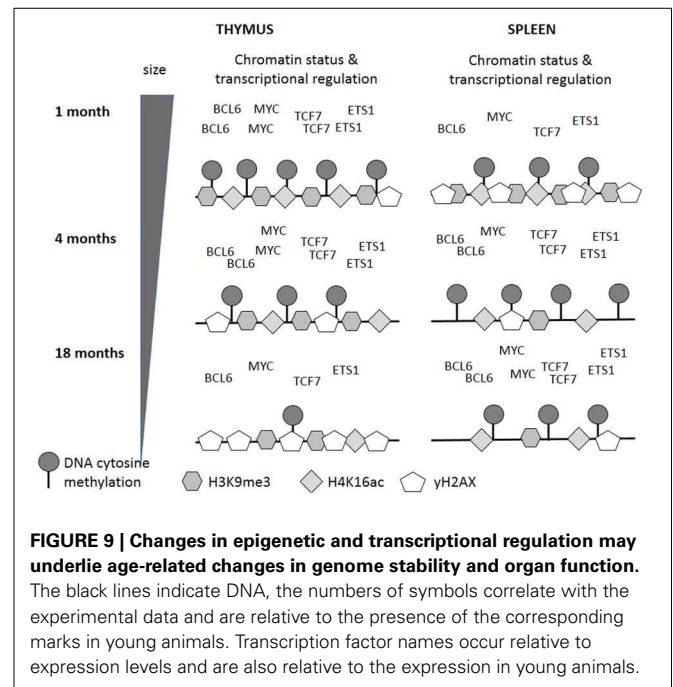 THYMUS SPLEEN
size
Chromatin status & transcriptional regulation
Chromatin status & transcriptional regulation
1 month
BCL6 MYC TCF7 ETS1
BCL6 MYC TCF7 ETS1
BCL6 MYC TCF7 ETS1
4 months
MYC
BCL6 MYC TCF7 ETS1
BCL6 TCF7 ETS1
BCL6 MYC TCF7 ETS1
BCL6 TCF7 ETS1
18 months
BCL6 MYC TCF7 ETS1
MYC ETS1
BCL6 MYC TCF7 ETS1
BCL6 TCF7
DNA cytosine
methylation
H3K9me3 H4K16ac yH2AX
FIGURE 9 | Changes in epigenetic and transcriptional regulation may
underlie age-related changes in genome stability and organ function.
The black lines indicate DNA, the numbers of symbols correlate with the
experimental data and are relative to the presence of the corresponding
marks in young animals. Transcription factor names occur relative to
expression levels and are also relative to the expression in young animals.